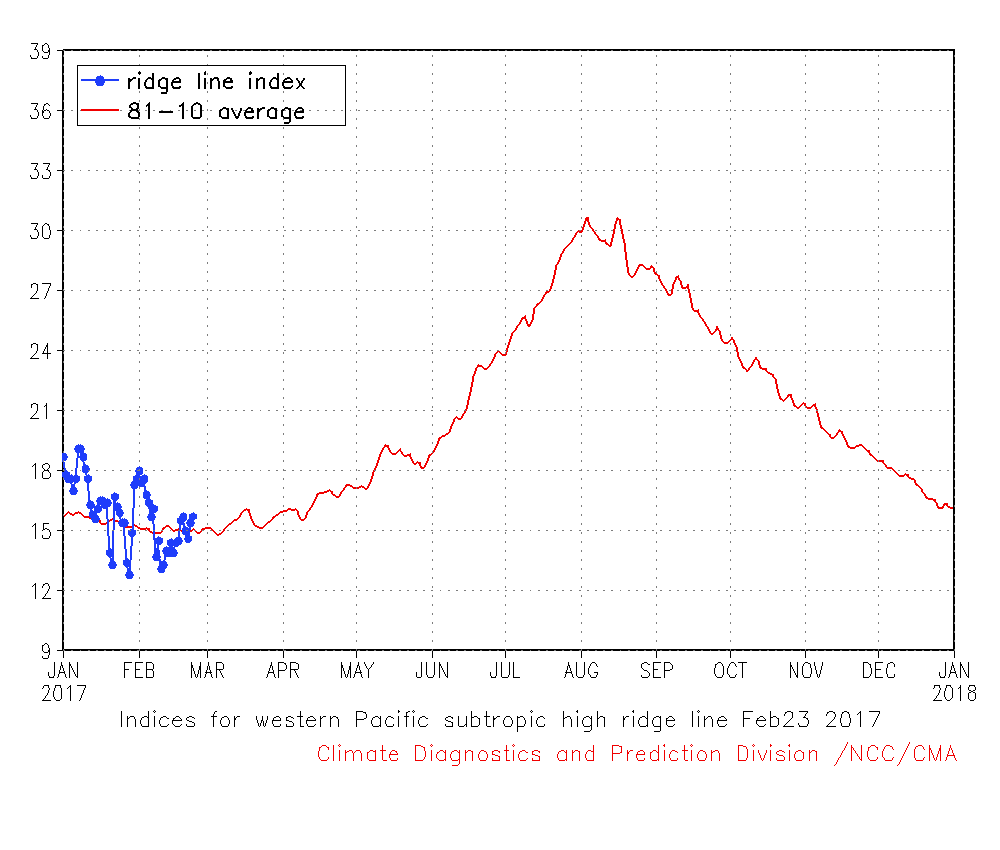 39
ridge line index
81-10 average
36
33
30
27
24
21
18
15
12
9
JAN FEB MAR APR MAY JUN JUL AUG SEP OCT NOV DEC JAN
2017 2018
Indices for western Pacific subtropic high ridge line Feb23 2017
Climate Diagnostics and Prediction Division /NCC/CMA